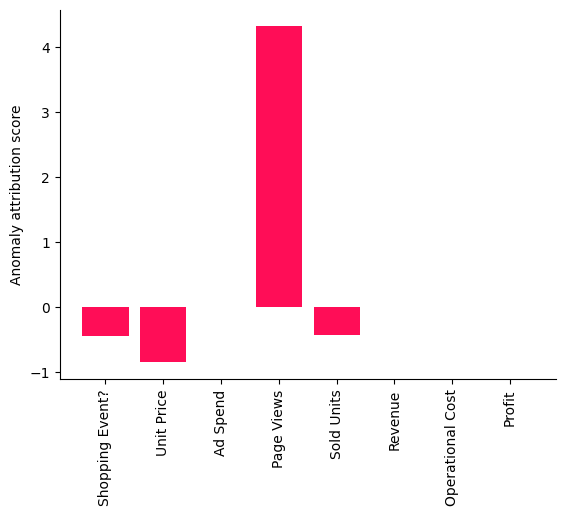 Anomaly attribution score
4
3
2
1
0
−1
Shopping Event?
Unit Price
Ad Spend
Page Views
Sold Units
Revenue
Operational Cost
Profit